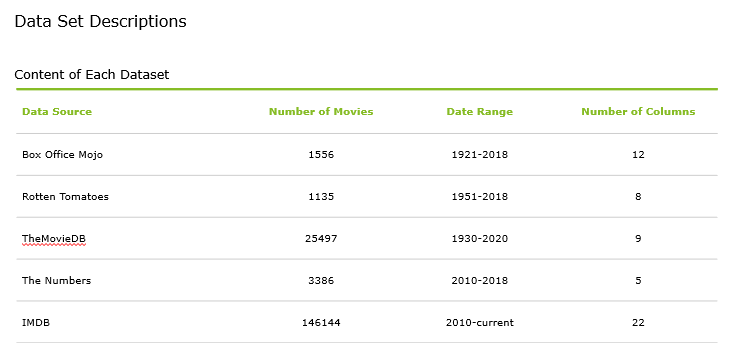 Data Set Descriptions
Content of Each Dataset
Data Source Number of Movies Date Range Number of Columns
Box Office Mojo 1556 1921-2018 12
Rotten Tomatoes 1135 1951-2018 8
TheMovieDB 25497 1930-2020 9
The Numbers 3386 2010-2018 5
IMDB 146144 2010-current 22